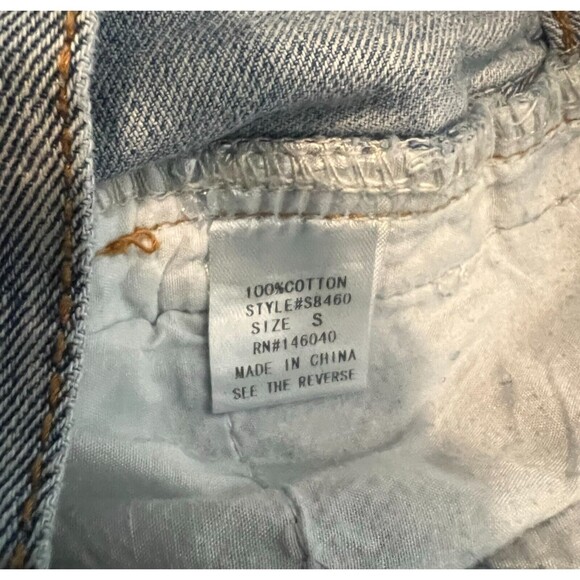 100%COTTON
STYLE#S8460
SIZE S
RN#146040
MADE IN CHINA
SEE THE REVERSE